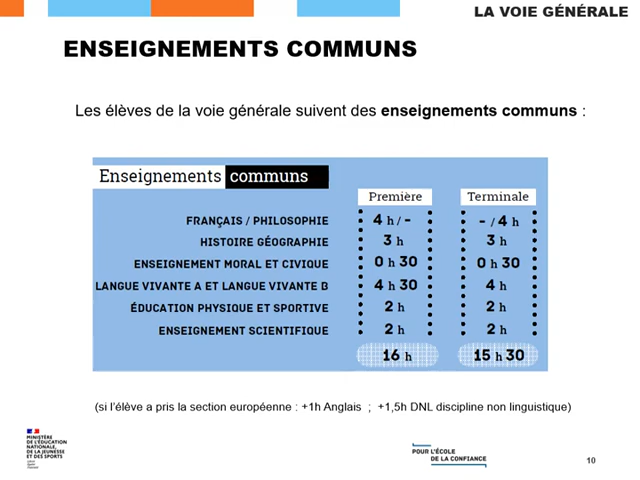 LA VOIE GÉNÉRALE
ENSEIGNEMENTS COMMUNS
Les élèves de la voie générale suivent des enseignements communs :
Enseignements communs
Première Terminale
FRANÇAIS / PHILOSOPHIE 4 h / - - / 4 h
HISTOIRE GÉOGRAPHIE 3 h 3 h
ENSEIGNEMENT MORAL ET CIVIQUE 0 h 30 0 h 30
LANGUE VIVANTE A ET LANGUE VIVANTE B 4 h 30 4 h
ÉDUCATION PHYSIQUE ET SPORTIVE 2 h 2 h
ENSEIGNEMENT SCIENTIFIQUE 2 h 2 h
16 h 15 h 30
(si l'élève a pris la section européenne : +1h Anglais ; +1,5h DNL discipline non linguistique)
MINISTÈRE
DE L'ÉDUCATION
NATIONALE,
DE LA JEUNESSE
ET DES SPORTS
POUR L'ÉCOLE
DE LA CONFIANCE
10